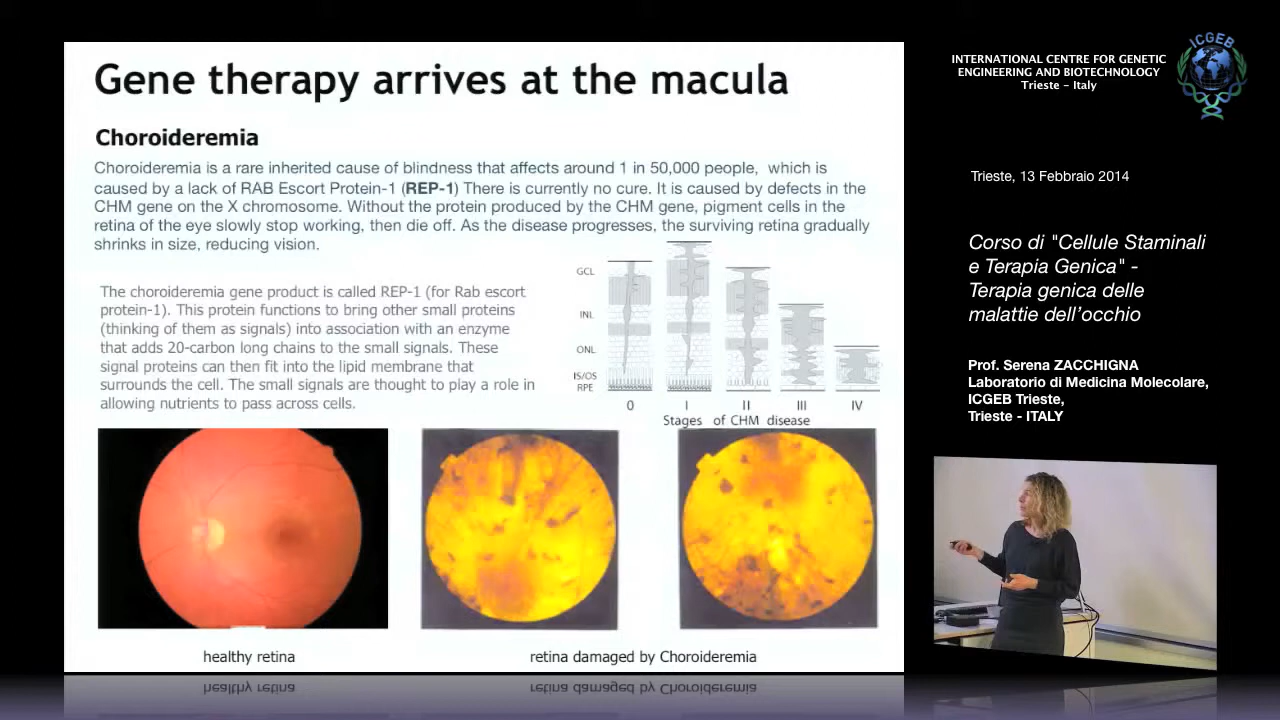 Gene therapy arrives at the macula
Choroideremia
Choroideremia is a rare inherited cause of blindness that affects around 1 in 50,000 people, which is
caused by a lack of RAB Escort Protein-1 (REP-1) There is currently no cure. It is caused by defects in the
CHM gene on the X chromosome. Without the protein produced by the CHM gene, pigment cells in the
retina of the eye slowly stop working, then die off. As the disease progresses, the surviving retina gradually
shrinks in size, reducing vision.
The choroideremia gene product is called REP-1 (for Rab escort
protein-1). This protein functions to bring other small proteins
(thinking of them as signals) into association with an enzyme
that adds 20-carbon long chains to the small signals. These
signal proteins can then fit into the lipid membrane that
surrounds the cell. The small signals are thought to play a role in
allowing nutrients to pass across cells.
GCL
INL
ONL
IS/OS
RPE
0 I II III IV
Stages of CHM disease
healthy retina
retina damaged by Choroideremia
INTERNATIONAL CENTRE FOR GENETIC
ENGINEERING AND BIOTECHNOLOGY
Trieste - Italy
ICGEB
Trieste, 13 Febbraio 2014
Corso di "Cellule Staminali
e Terapia Genica" -
Terapia genica delle
malattie dell'occhio
Prof. Serena ZACCHIGNA
Laboratorio di Medicina Molecolare,
ICGEB Trieste,
Trieste - ITALY